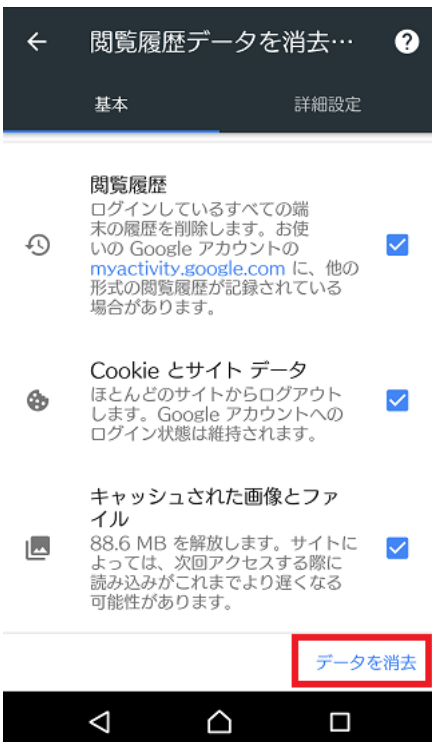 閲覧履歴データを消去…
基本
詳細設定
閲覧履歴
ログインしているすべての端
末の履歴を削除します。お使
いの Google アカウントの
myactivity.google.com に、他の
形式の閲覧履歴が記録されている
場合があります。
Cookie とサイト データ
ほとんどのサイトからログアウト
します。Google アカウントへの
ログイン状態は維持されます。
キャッシュされた画像とファ
イル
88.6 MB を解放します。サイトに
よっては、次回アクセスする際に
読み込みがこれまでより遅くなる
可能性があります。
データを消去